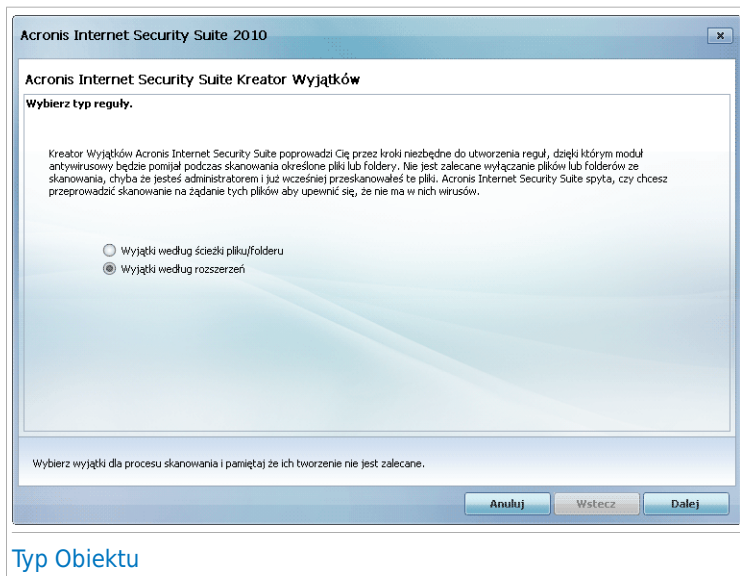 Acronis Internet Security Suite 2010
Acronis Internet Security Suite Kreator Wyjątków
Wybierz typ reguły.
Kreator Wyjątków Acronis Internet Security Suite poprowadzi Cię przez kroki niezbędne do utworzenia reguł, dzięki którym moduł
antywirusowy będzie pomijał podczas skanowania określone pliki lub foldery. Nie jest zalecane wyłączanie plików lub folderów ze
skanowania, chyba że jesteś administratorem i już wcześniej przeskanowałeś te pliki. Acronis Internet Security Suite spyta, czy chcesz
przeprowadzić skanowanie na żądanie tych plików aby upewnić się, że nie ma w nich wirusów.
Wyjątki według ścieżki pliku/folderu
Wyjątki według rozszerzeń
Wybierz wyjątki dla procesu skanowania i pamiętaj że ich tworzenie nie jest zalecane.
Anuluj Wstecz Dalej
Typ Obiektu